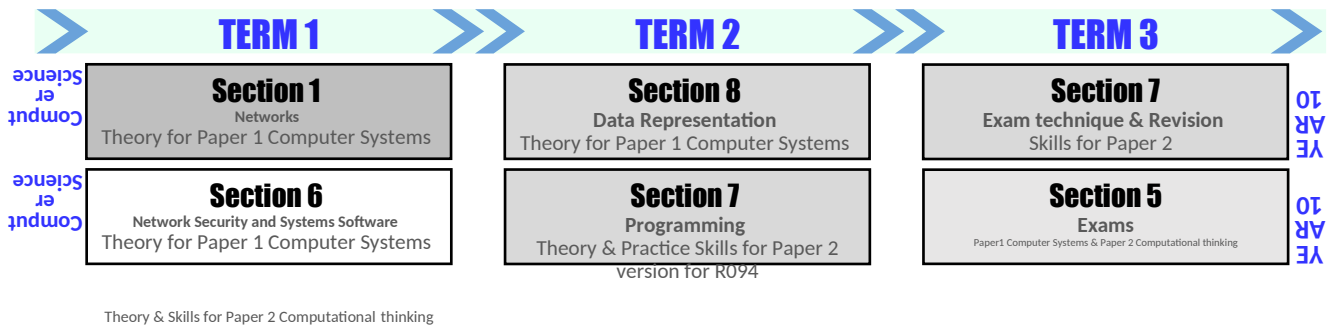 TERM 1
TERM 2
TERM 3
Comput
er
Science
Section 1
Networks
Theory for Paper 1 Computer Systems
Section 8
Data Representation
Theory for Paper 1 Computer Systems
Section 7
Exam technique & Revision
Skills for Paper 2
YE
AR
10
Comput
er
Science
Section 6
Network Security and Systems Software
Theory for Paper 1 Computer Systems
Section 7
Programming
Theory & Practice Skills for Paper 2
version for R094
Section 5
Exams
Paper1 Computer Systems & Paper 2 Computational thinking
YE
AR
10
Theory & Skills for Paper 2 Computational thinking